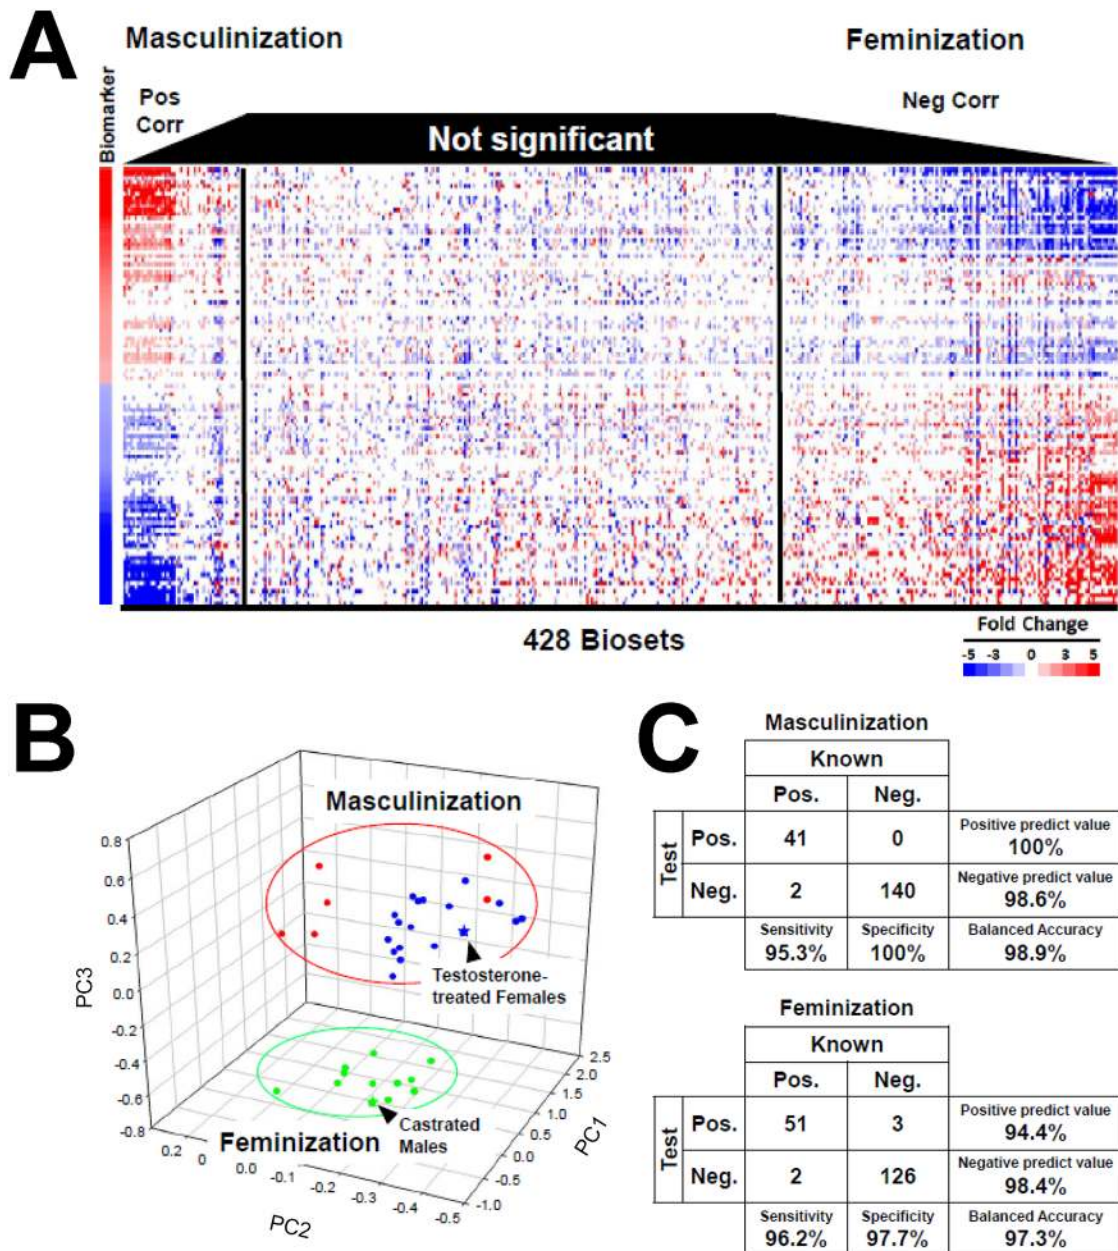 A
Masculinization
Feminization
Biomarker
Pos
Corr
Neg Corr
Not significant
428 Biosets
Fold Change
-5 -3 0 3 5
B
Masculinization
Testosterone-
treated Females
Feminization
Castrated
Males
PC3
0.8
0.6
0.4
0.2
0.0
-0.2
-0.4
-0.6
-0.8
0.2 0 0.0 -0.1 -0.2 -0.3 -0.4 -0.5
PC2
2.5
2.0
1.5
1.0
0.5
0.0
-0.5
-1.0
PC1
C
Masculinization
Known
Pos. Neg.
Test
Pos. 41 0 Positive predict value
100%
Neg. 2 140 Negative predict value
98.6%
Sensitivity Specificity Balanced Accuracy
95.3% 100% 98.9%
Feminization
Known
Pos. Neg.
Test
Pos. 51 3 Positive predict value
94.4%
Neg. 2 126 Negative predict value
98.4%
Sensitivity Specificity Balanced Accuracy
96.2% 97.7% 97.3%